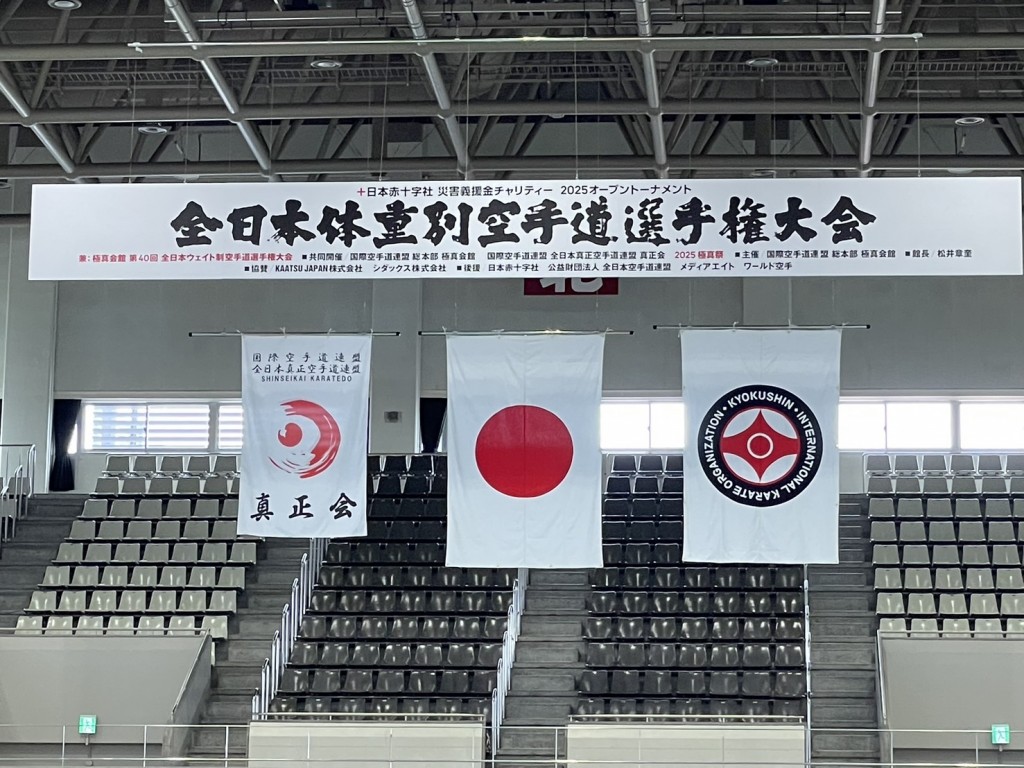 +日本赤十字社 災害義援金チャリティー 2025オープントーナメント
全日本体重別空手道選手権大会
兼：極真会館 第40回 全日本ウェイト制空手道選手権大会 ■共同開催/国際空手道連盟 総本部 極真会館 国際空手道連盟 全日本真正空手道連盟 真正会 2025 極真祭 ■主催/国際空手道連盟 総本部 極真会館 ■館長/松井章奎
■協賛/KAATSU JAPAN株式会社 シダックス株式会社 ■後援 日本赤十字社 公益財団法人 全日本空手道連盟 メディアエイト ワールド空手
国際空手道連盟
全日本真正空手道連盟
SHINSEIKAI KARATEDO
真正会
KYOKUSHIN・INTERNATIONAL KARATE ORGANIZATION・